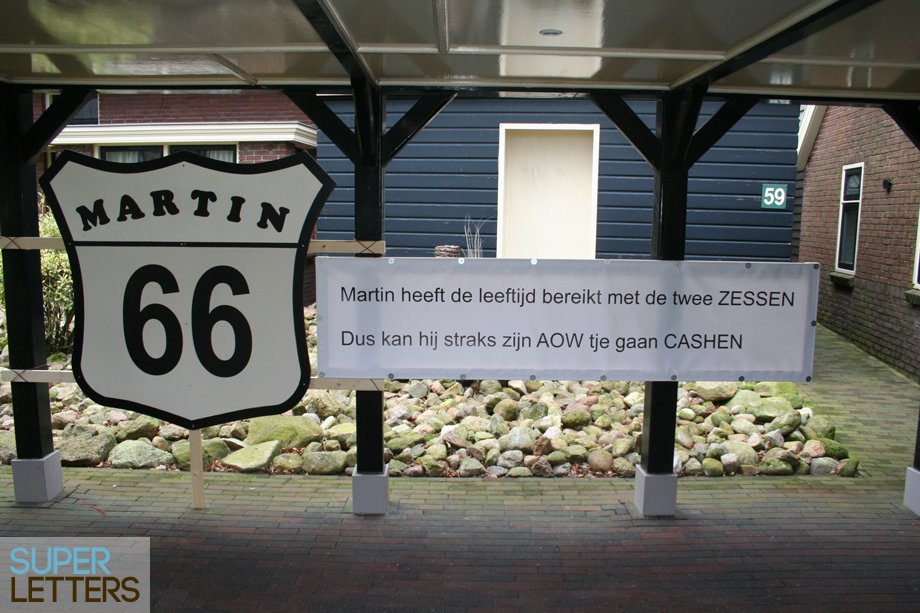 MARTIN
66
59
Martin heeft de leeftijd bereikt met de twee ZESSEN
Dus kan hij straks zijn AOW tje gaan CASHEN
SUPER
LETTERS